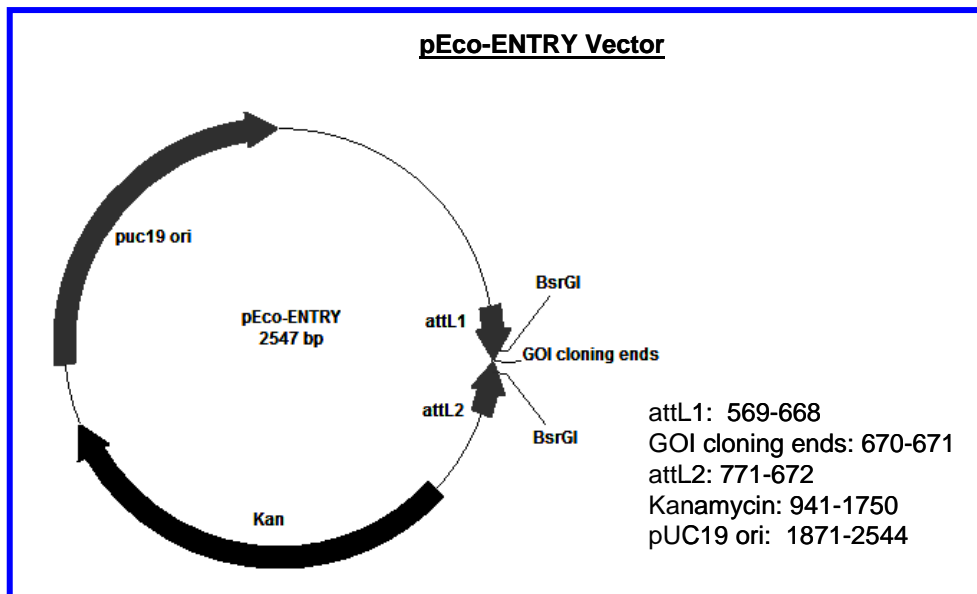 pEco-ENTRY Vector
puc19 ori
BsrGI
attL1
pEco-ENTRY
2547 bp
GOI cloning ends
attL2
BsrGI
Kan
attL1: 569-668
GOI cloning ends: 670-671
attL2: 771-672
Kanamycin: 941-1750
pUC19 ori: 1871-2544